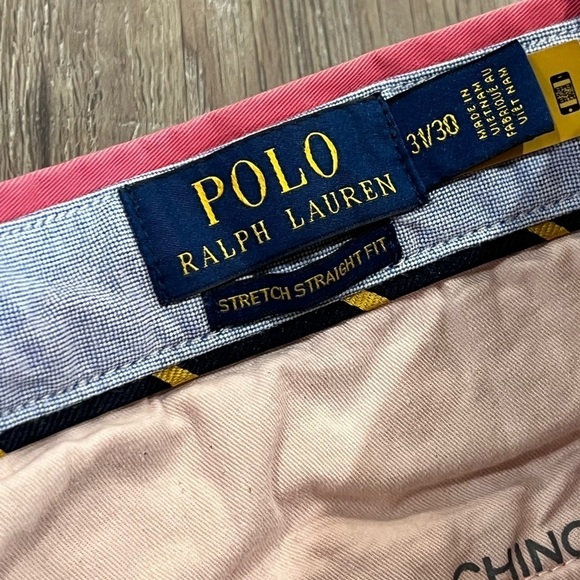 POLO
RALPH LAUREN
STRETCH STRAIGHT FIT
31/30
MADE IN
VIETNAM
FABRIQUÉ AU
VIET NAM
CHINO